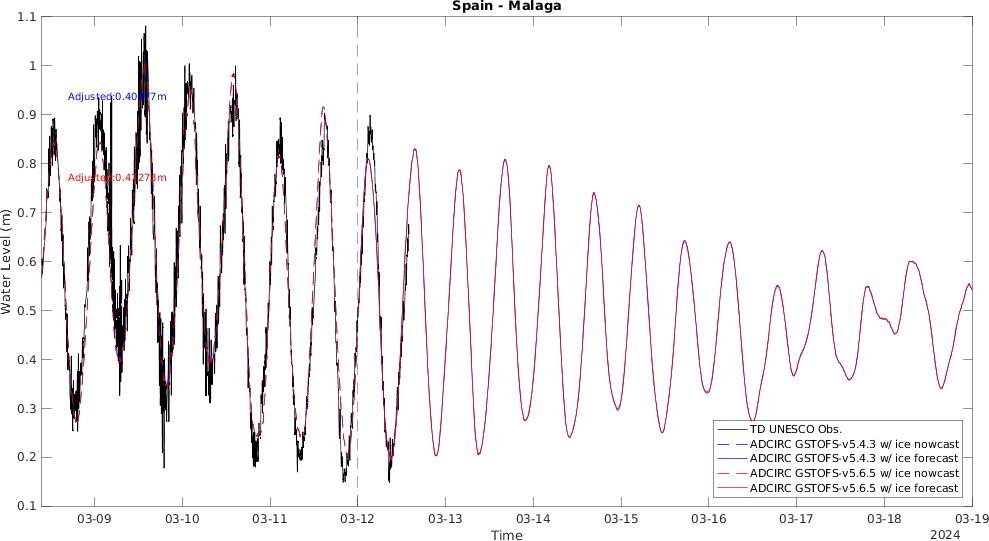 Spain - Malaga
1.1
1
0.9
0.8
0.7
0.6
0.5
0.4
0.3
0.2
0.1
Water Level (m)
03-09
03-10
03-11
03-12
03-13
03-14
03-15
03-16
03-17
03-18
03-19
Time
2024
TD UNESCO Obs.
ADCIRC GSTOFS-v5.4.3 w/ ice nowcast
ADCIRC GSTOFS-v5.4.3 w/ ice forecast
ADCIRC GSTOFS-v5.6.5 w/ ice nowcast
ADCIRC GSTOFS-v5.6.5 w/ ice forecast